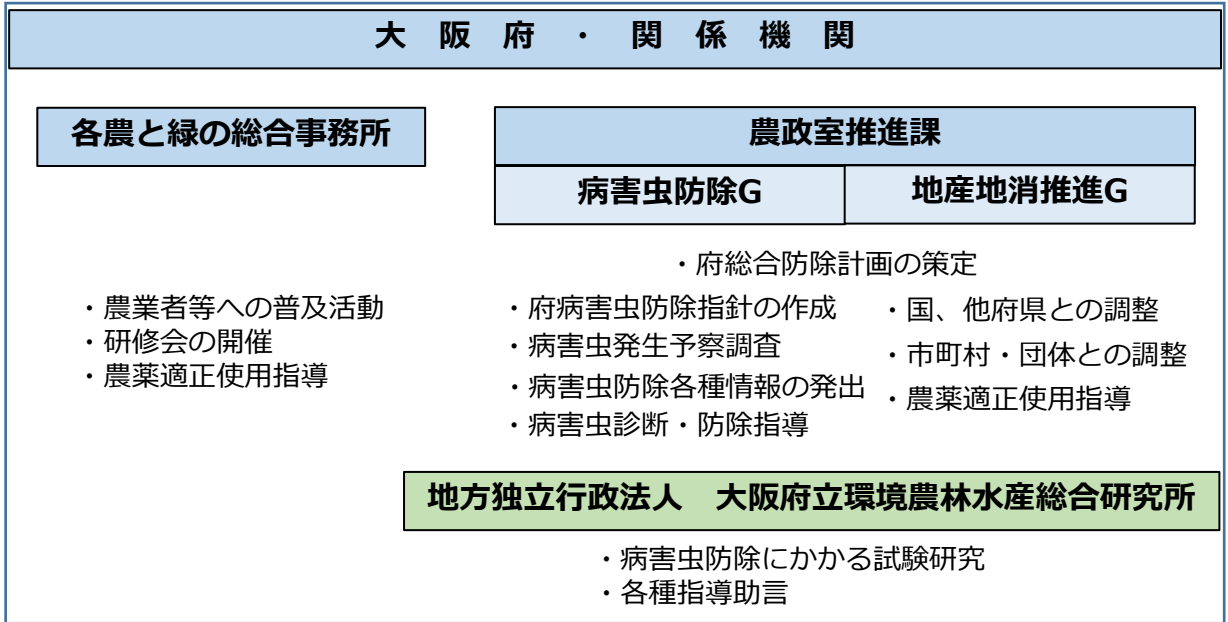 大阪府・関係機関
各農と緑の総合事務所
農政室推進課
病害虫防除G
地産地消推進G
・府総合防除計画の策定
・農業者等への普及活動
・研修会の開催
・農薬適正使用指導
・府病害虫防除指針の作成
・病害虫発生予察調査
・病害虫防除各種情報の発出
・病害虫診断・防除指導
・国、他府県との調整
・市町村・団体との調整
・農薬適正使用指導
地方独立行政法人　大阪府立環境農林水産総合研究所
・病害虫防除にかかる試験研究
・各種指導助言